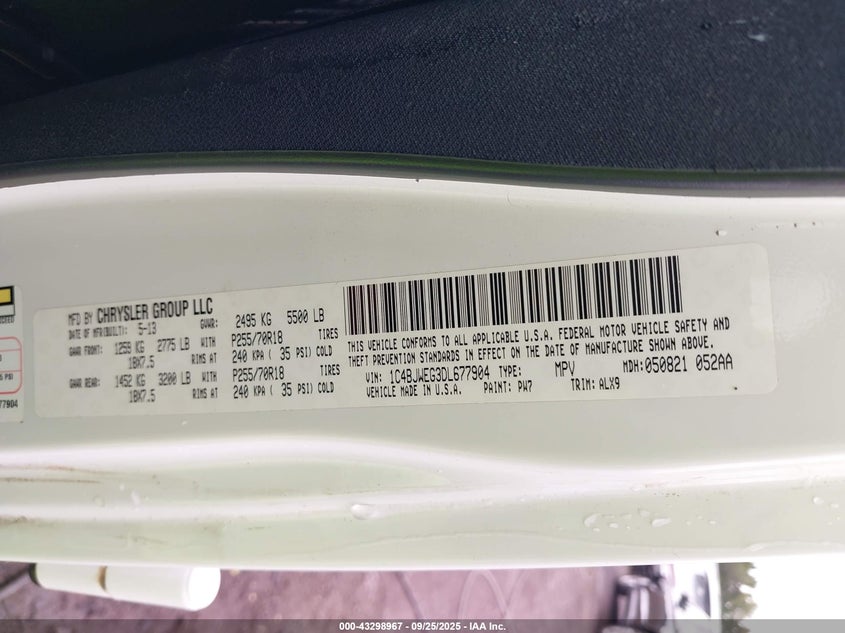 MFD BY CHRYSLER GROUP LLC
DATE OF MFR(BUILT): 5-13 GVWR: 2495 KG 5500 LB
GAWR FRONT: 1259 KG 2775 LB WITH P255/70R18 TIRES
18X7.5 RIMS AT 240 KPA ( 35 PSI) COLD
GAWR REAR: 1452 KG 3200 LB WITH P255/70R18 TIRES
18X7.5 RIMS AT 240 KPA ( 35 PSI) COLD
THIS VEHICLE CONFORMS TO ALL APPLICABLE U.S.A. FEDERAL MOTOR VEHICLE SAFETY AND
THEFT PREVENTION STANDARDS IN EFFECT ON THE DATE OF MANUFACTURE SHOWN ABOVE.
VIN: 1C4BJWEG3DL677904 TYPE: MPV MDH: 050821 052AA
VEHICLE MADE IN U.S.A. PAINT: PW7 TRIM: ALX9
PSI
77904
000-43298967 - 09/25/2025 - IAA Inc.